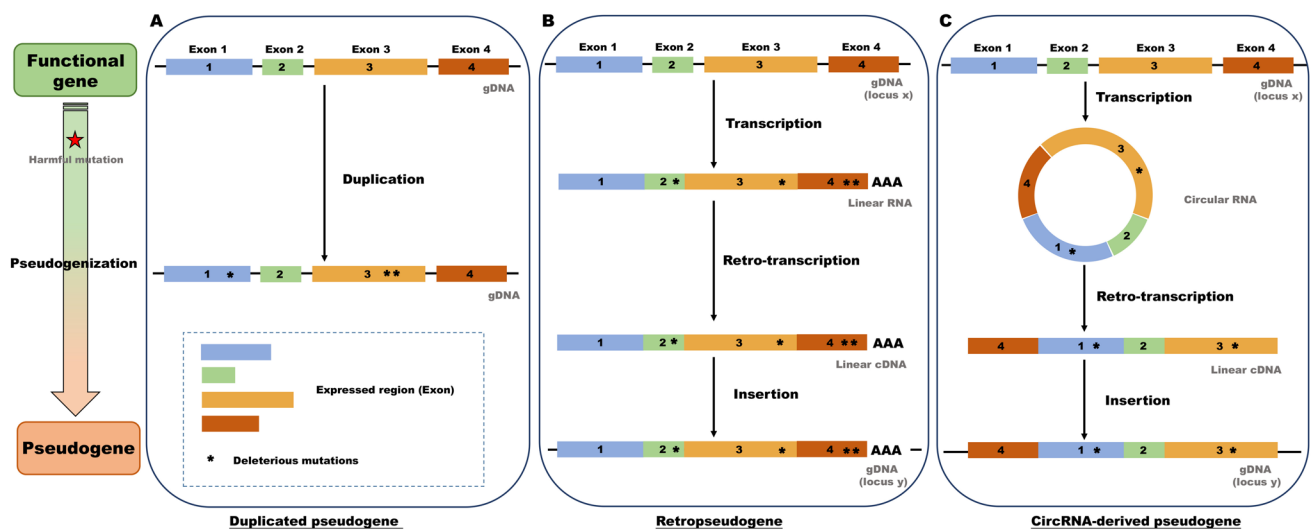 Functional
gene
Harmful mutation
Pseudogenization
Pseudogene
A
Exon 1 Exon 2 Exon 3 Exon 4
1 2 3 4
gDNA
Duplication
1 * 2 3 ** 4
gDNA
Expressed region (Exon)
* Deleterious mutations
Duplicated pseudogene
B
Exon 1 Exon 2 Exon 3 Exon 4
1 2 3 4
gDNA
(locus x)
Transcription
1 2 * 3 * 4 ** AAA
Linear RNA
Retro-transcription
1 2 * 3 * 4 ** AAA
Linear cDNA
Insertion
1 2 * 3 * 4 ** AAA
gDNA
(locus y)
Retropseudogene
C
Exon 1 Exon 2 Exon 3 Exon 4
1 2 3 4
gDNA
(locus x)
Transcription
3
*
4
Circular RNA
2
1 *
Retro-transcription
4 1 * 2 3 *
Linear cDNA
Insertion
4 1 * 2 3 *
gDNA
(locus y)
CircRNA-derived pseudogene